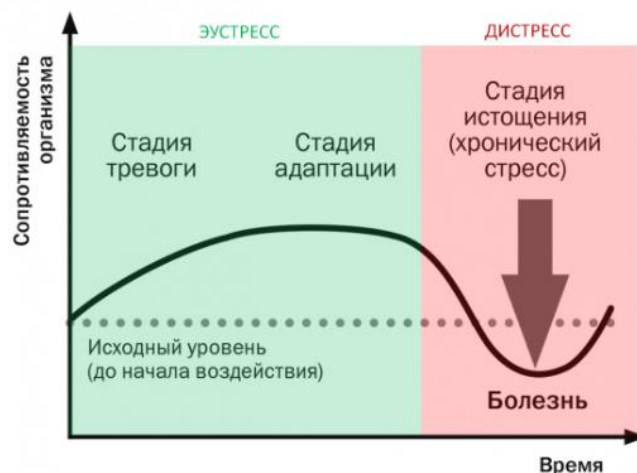 ЭУСТРЕСС
ДИСТРЕСС
Сопротивляемость
организма
Стадия
тревоги
Стадия
адаптации
Стадия
истощения
(хронический
стресс)
Исходный уровень
(до начала воздействия)
Болезнь
Время